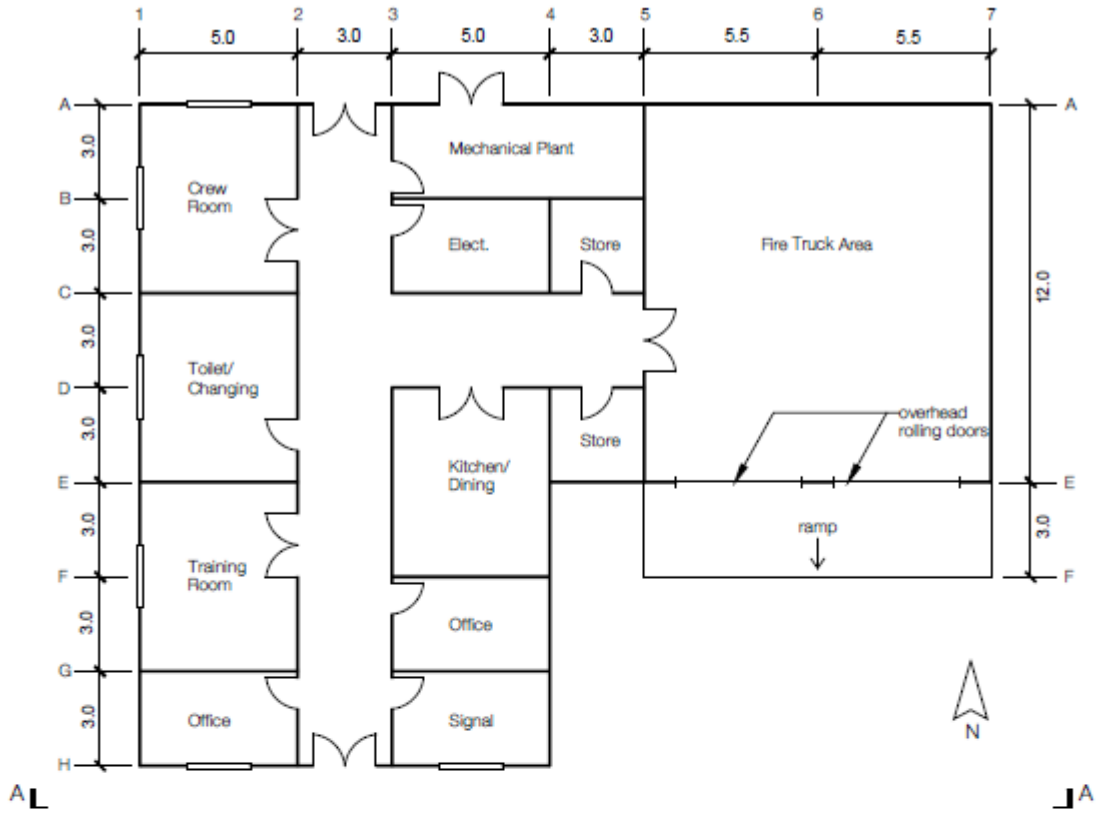 1 2 3 4 5 6 7
5.0 3.0 5.0 3.0 5.5 5.5
A A
3.0
Mechanical Plant
Crew
Room
B
Elect. Store Fire Truck Area
3.0
C
12.0
3.0
Toilet/
Changing
D
overhead
rolling doors
3.0
Store
Kitchen/
Dining
E E
3.0
ramp
3.0
Training
Room
F F
3.0
Office
G
3.0
Office Signal
N
H
A A